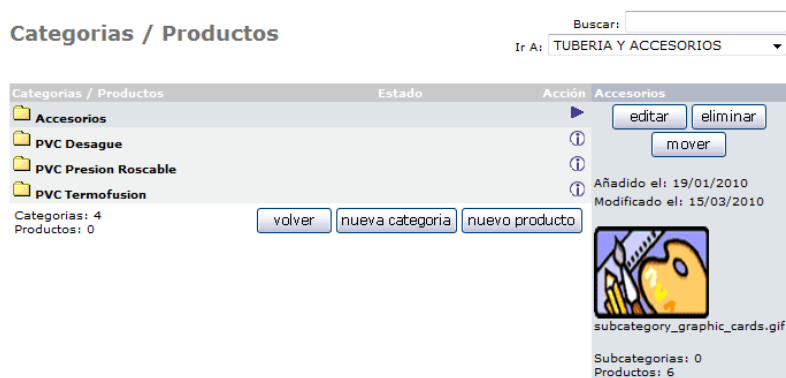 Categorias / Productos
Buscar:
Ir A: TUBERIA Y ACCESORIOS
Categorias / Productos Estado Acción Accesorios
Accesorios
PVC Desague
PVC Presion Roscable
PVC Termofusion
Categorias: 4
Productos: 0
volver nueva categoria nuevo producto
editar eliminar
mover
Añadido el: 19/01/2010
Modificado el: 15/03/2010
subcategory_graphic_cards.gif
Subcategorias: 0
Productos: 6